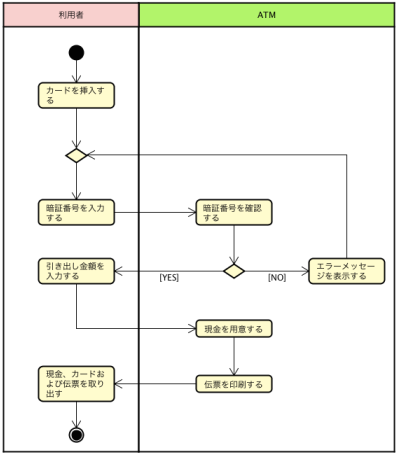 利用者
ATM
カードを挿入す
る
暗証番号を入力
する
暗証番号を確認
する
引き出し金額を
入力する
[YES]
[NO]
エラーメッセー
ジを表示する
現金を用意する
現金、カードお
よび伝票を取り
出す
伝票を印刷する